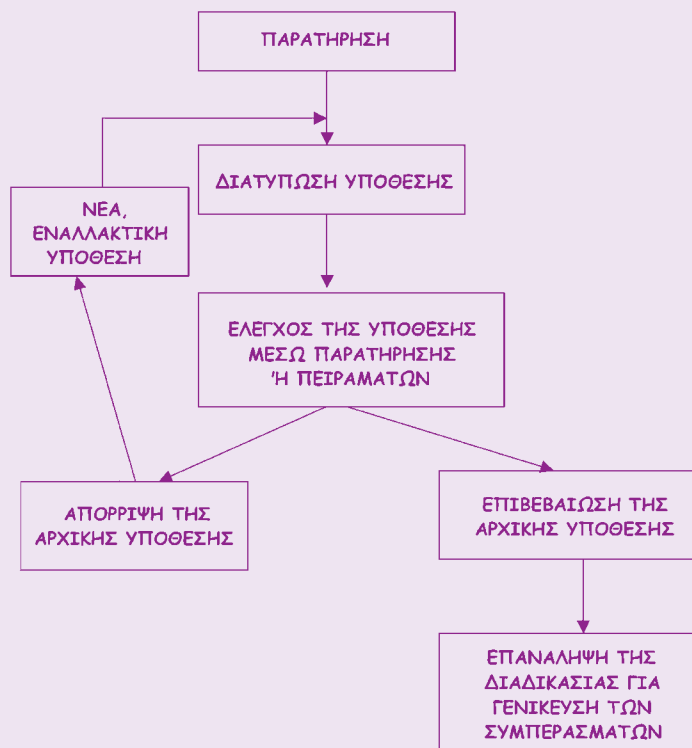 ΠΑΡΑΤΗΡΗΣΗ
ΔΙΑΤΥΠΩΣΗ ΥΠΟΘΕΣΗΣ
ΝΕΑ,
ΕΝΑΛΛΑΚΤΙΚΗ
ΥΠΟΘΕΣΗ
ΕΛΕΓΧΟΣ ΤΗΣ ΥΠΟΘΕΣΗΣ
ΜΕΣΩ ΠΑΡΑΤΗΡΗΣΗΣ
'Η ΠΕΙΡΑΜΑΤΩΝ
ΑΠΟΡΡΙΨΗ ΤΗΣ
ΑΡΧΙΚΗΣ ΥΠΟΘΕΣΗΣ
ΕΠΙΒΕΒΑΙΩΣΗ ΤΗΣ
ΑΡΧΙΚΗΣ ΥΠΟΘΕΣΗΣ
ΕΠΑΝΑΛΗΨΗ ΤΗΣ
ΔΙΑΔΙΚΑΣΙΑΣ ΓΙΑ
ΓΕΝΙΚΕΥΣΗ ΤΩΝ
ΣΥΜΠΕΡΑΣΜΑΤΩΝ